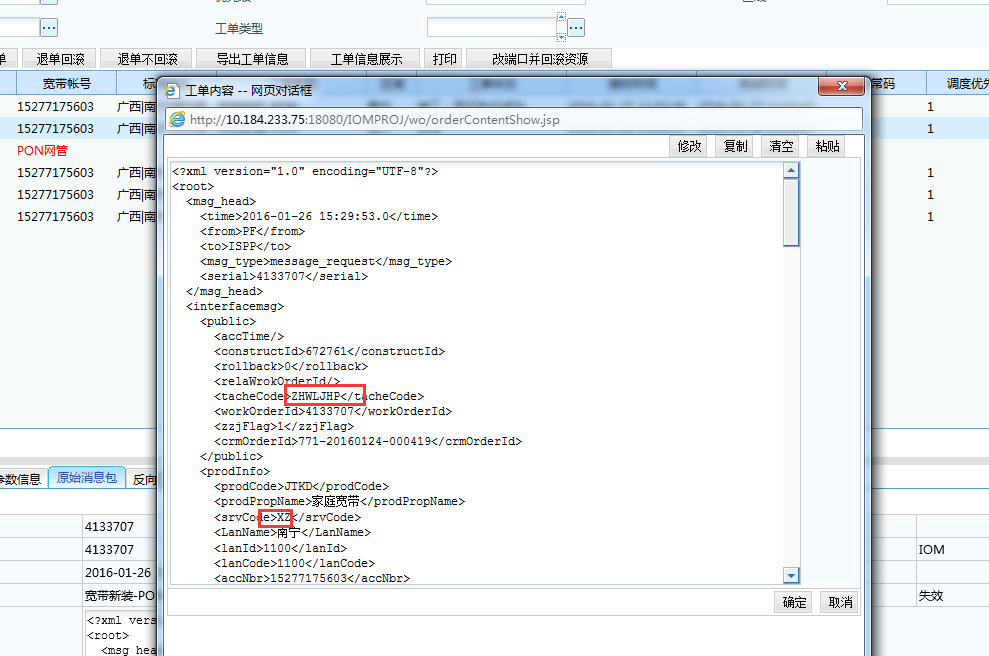 工单类型
退单回滚 退单不回滚 导出工单信息 工单信息展示 打印 改端口并回滚资源
宽带帐号
调度优先
15277175603 广西|南 1
15277175603 广西|南 1
PON网管
15277175603 广西|南 1
15277175603 广西|南 1
15277175603 广西|南 1
工单内容 -- 网页对话框
http://10.184.233.75:18080/IOMPROJ/wo/orderContentShow.jsp
修改 复制 清空 粘贴
<?xml version="1.0" encoding="UTF-8"?>
<root>
<msg_head>
<time>2016-01-26 15:29:53.0</time>
<from>PF</from>
<to>ISPP</to>
<msg_type>message_request</msg_type>
<serial>4133707</serial>
</msg_head>
<interfacemsg>
<public>
<accTime/>
<constructId>672761</constructId>
<rollback>0</rollback>
<relaWrokOrderId/>
<tacheCode>ZHWLJHP</tacheCode>
<workOrderId>4133707</workOrderId>
<zzjFlag>1</zzjFlag>
<crmOrderId>771-20160124-000419</crmOrderId>
</public>
<prodInfo>
<prodCode>JTKD</prodCode>
<prodPropName>家庭宽带</prodPropName>
<srvCode>XZ</srvCode>
<LanName>南宁</LanName>
<lanId>1100</lanId>
<lanCode>1100</lanCode>
<accNbr>15277175603</accNbr>
确定 取消
参数信息 原始消息包 反向
4133707
4133707 IOM
2016-01-26
宽带新装-PO 失效
<?xml vers
<root>
<msg hea